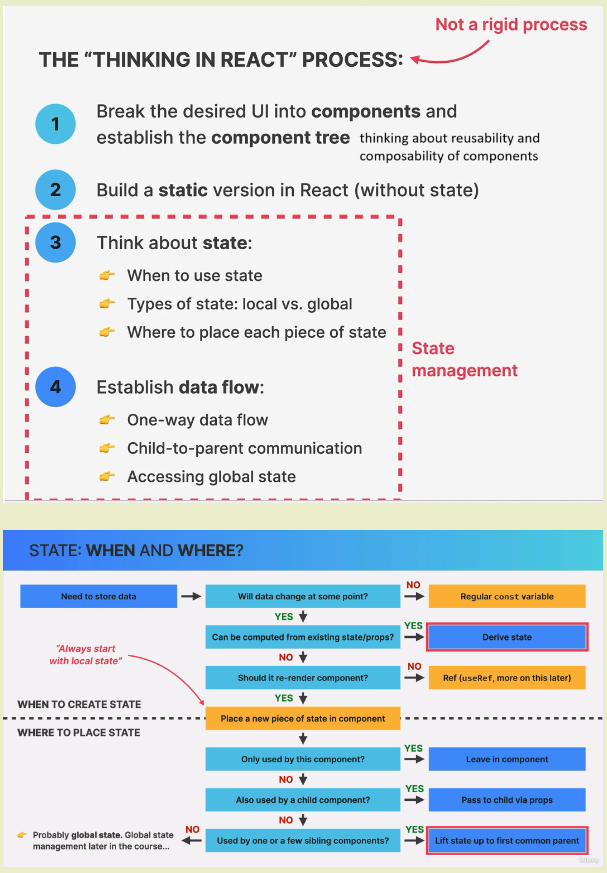 Not a rigid process
THE “THINKING IN REACT” PROCESS:
1
Break the desired UI into components and
establish the component tree
thinking about reusability and
composability of components
2
Build a static version in React (without state)
3
Think about state:
When to use state
Types of state: local vs. global
Where to place each piece of state
State
management
4
Establish data flow:
One-way data flow
Child-to-parent communication
Accessing global state
STATE: WHEN AND WHERE?
Need to store data
Will data change at some point?
NO
Regular const variable
YES
Can be computed from existing state/props?
YES
Derive state
“Always start
with local state”
NO
Should it re-render component?
NO
Ref (useRef, more on this later)
YES
WHEN TO CREATE STATE
Place a new piece of state in component
WHERE TO PLACE STATE
Only used by this component?
YES
Leave in component
NO
Also used by a child component?
YES
Pass to child via props
NO
Used by one or a few sibling components?
YES
Lift state up to first common parent
NO
Probably global state. Global state
management later in the course...